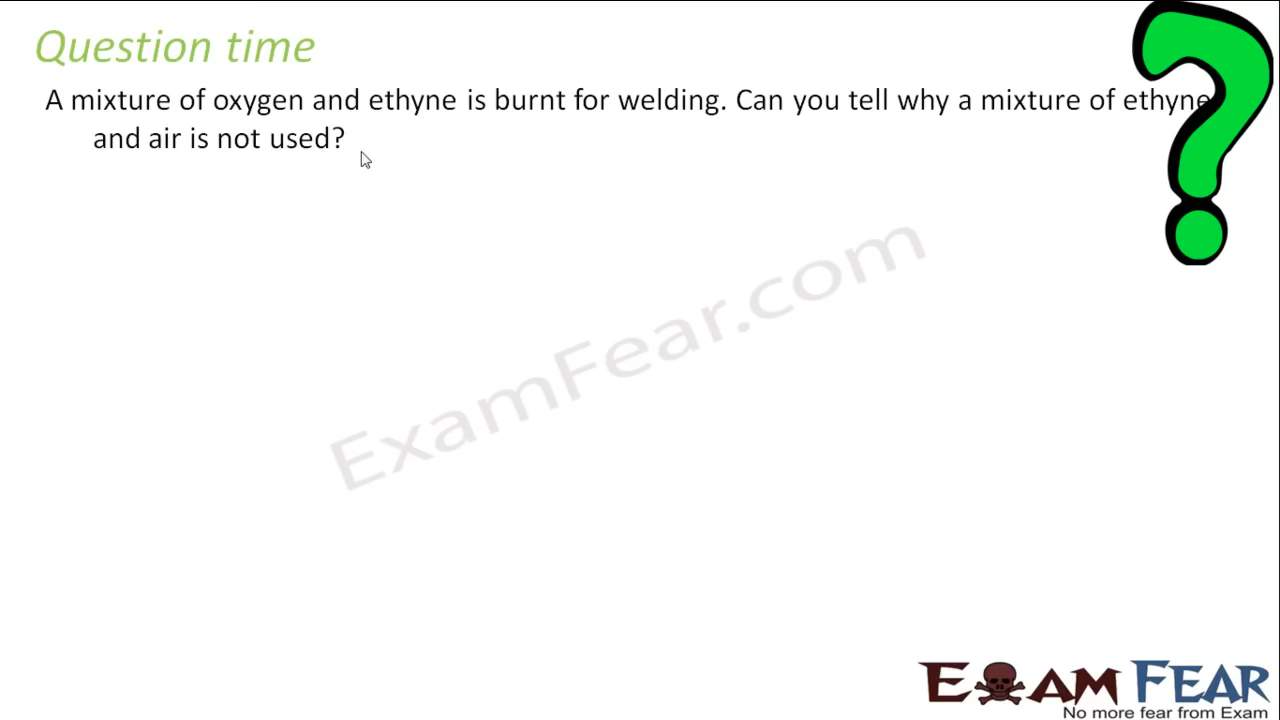 Question time
A mixture of oxygen and ethyne is burnt for welding. Can you tell why a mixture of ethyne
and air is not used?
ExamFear.com
EXAM FEAR
No more fear from Exam